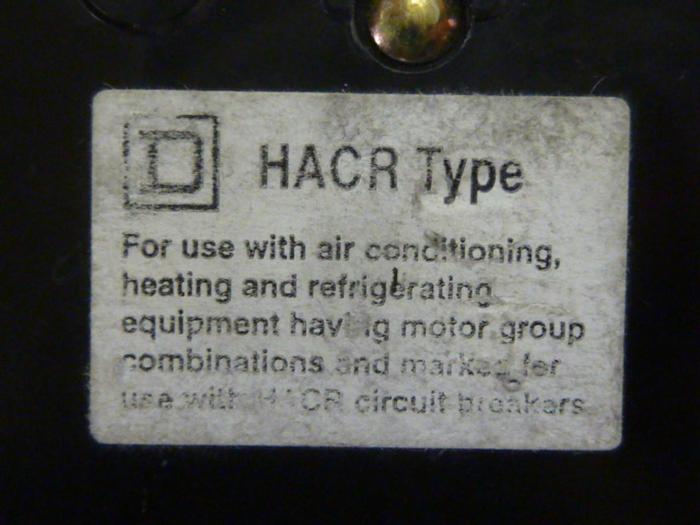 D HACR Type
For use with air conditioning,
heating and refrigerating
equipment having motor group
combinations and marked for
use with HACR circuit breakers